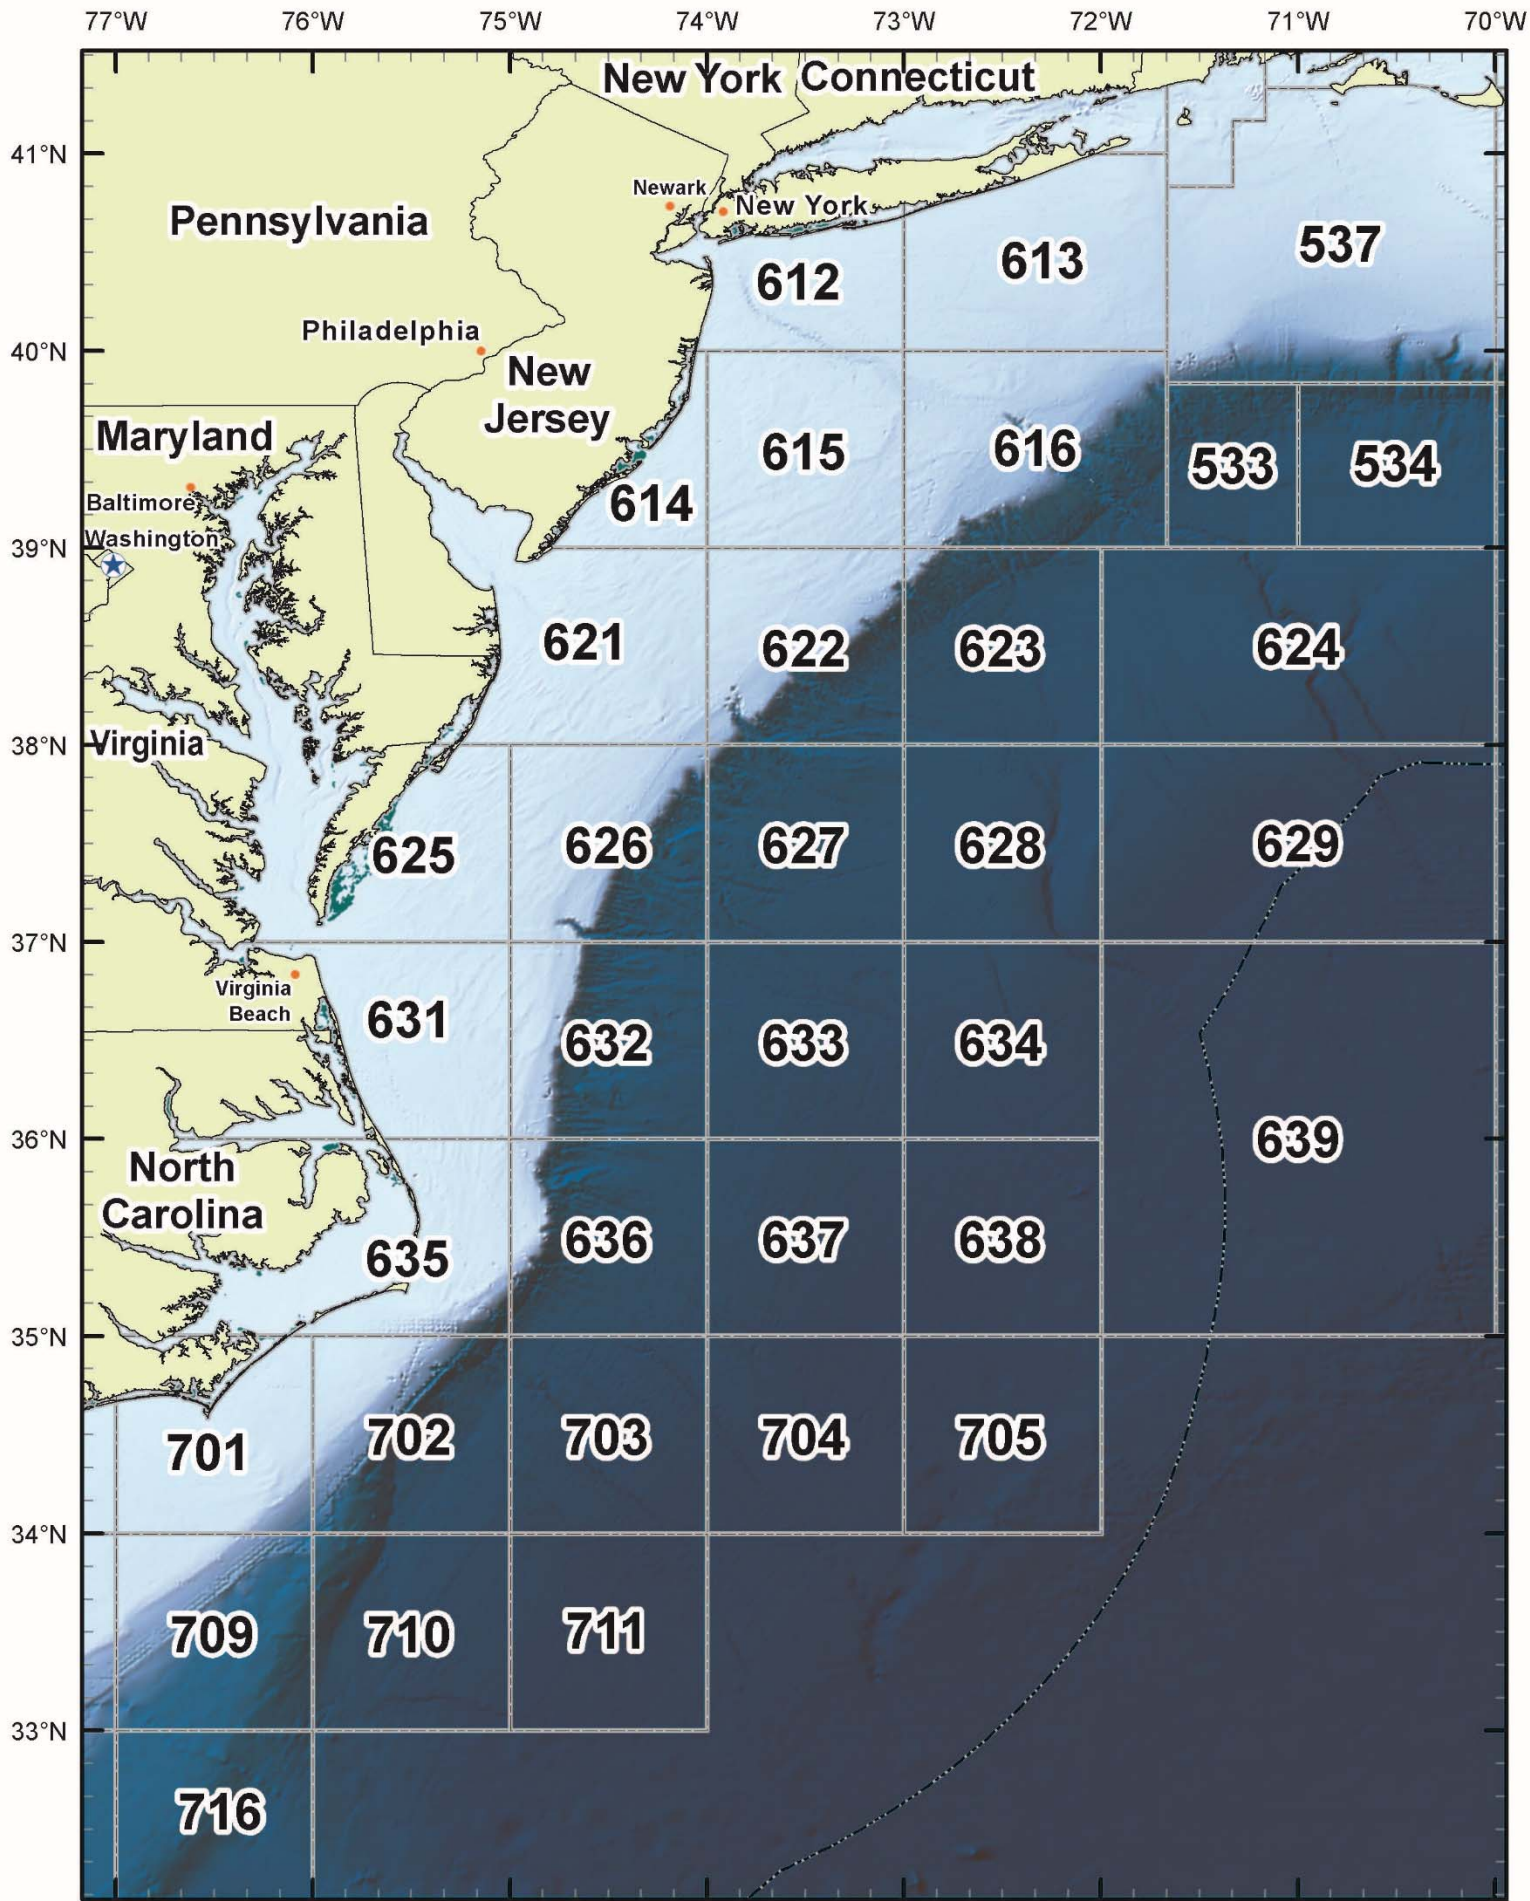 77°W 76°W 75°W 74°W 73°W 72°W 71°W 70°W
New York Connecticut
41°N
Newark
New York
Pennsylvania
537
613
612
Philadelphia
40°N
New
Jersey
Maryland
615
616
533
534
Baltimore
614
Washington
39°N
621
622
623
624
Virginia
38°N
625
626
627
628
629
37°N
Virginia
Beach
631
632
633
634
36°N
639
North
Carolina
635
636
637
638
35°N
701
702
703
704
705
34°N
709
710
711
33°N
716